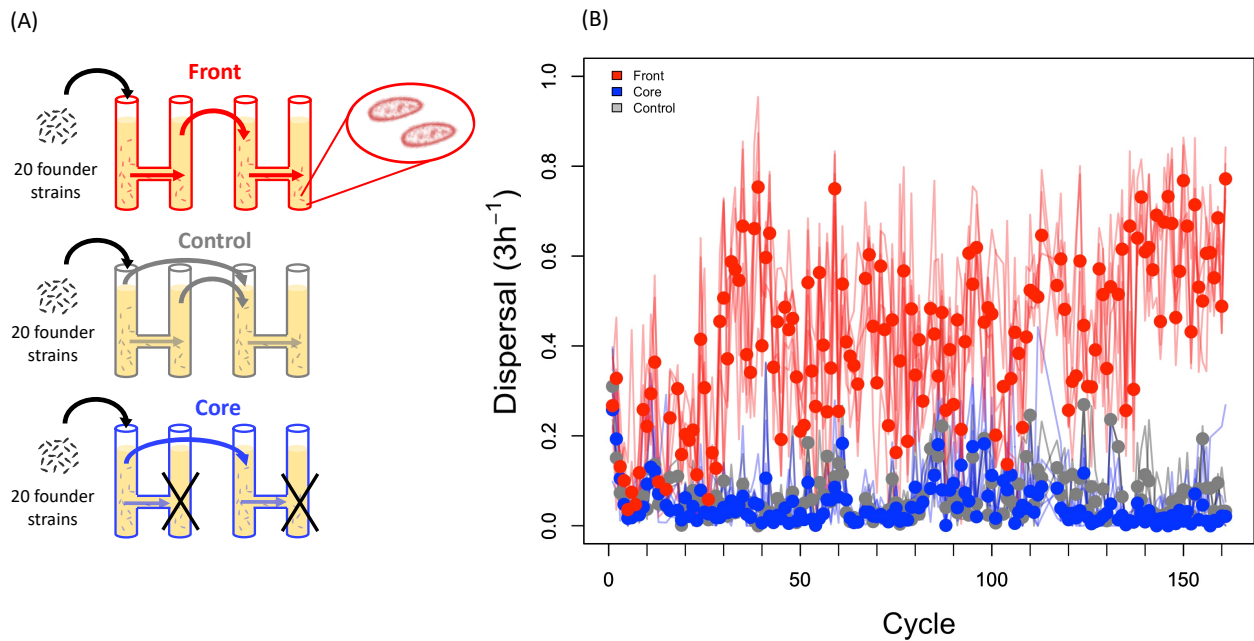 (A)
Front
20 founder
strains
Control
20 founder
strains
Core
20 founder
strains
(B)
Front
Core
Control
Dispersal (3h⁻¹)
1.0
0.8
0.6
0.4
0.2
0.0
0 50 100 150
Cycle